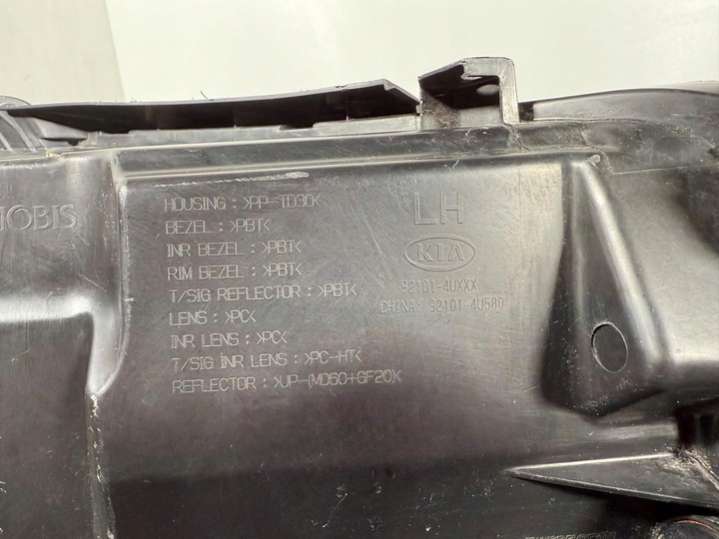 MOBIS
HOUSING : >PP-TD30<
BEZEL : >PBT<
INR BEZEL : >PBT<
RIM BEZEL : >PBT<
T/SIG REFLECTOR : >PBT<
LENS : >PC<
INR LENS : >PC<
T/SIG INR LENS : >PC-HT<
REFLECTOR : >UP-(MD60+GF20)<
LH
KIA
92101-4UXXX
CHINA: 92101-4U580